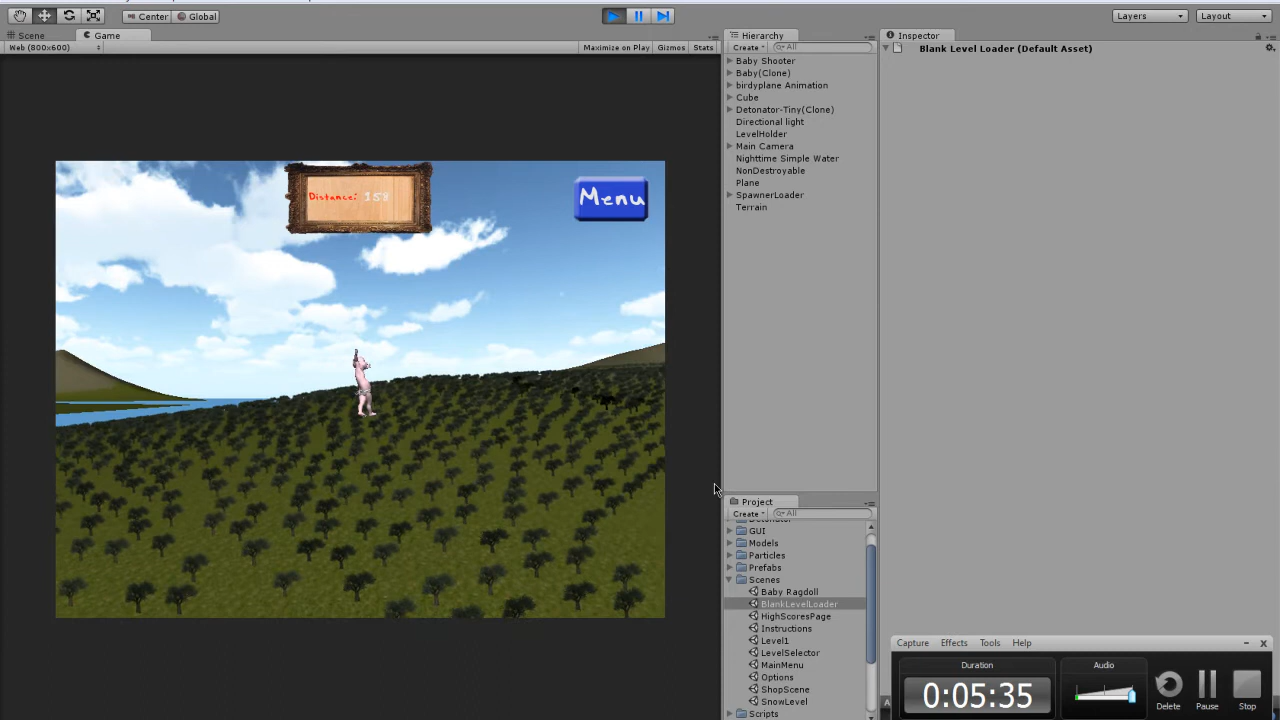 Center
Global
Layers
Layout
Scene
Game
Hierarchy
Inspector
Web (800x600)
Maximize on Play
Gizmos
Stats
Create
All
Blank Level Loader (Default Asset)
Baby Shooter
Baby(Clone)
birdyplane Animation
Cube
Detonator-Tiny(Clone)
Directional light
LevelHolder
Main Camera
Nighttime Simple Water
NonDestroyable
Plane
SpawnerLoader
Terrain
Distance: 158
Menu
Project
Create
All
Detonator
GUI
Models
Particles
Prefabs
Scenes
Baby Ragdoll
BlankLevelLoader
HighScoresPage
Instructions
Level1
LevelSelector
MainMenu
Options
ShopScene
ShowLevel
Scripts
Capture
Effects
Tools
Help
Duration
Audio
0:05:35
Delete
Pause
Stop